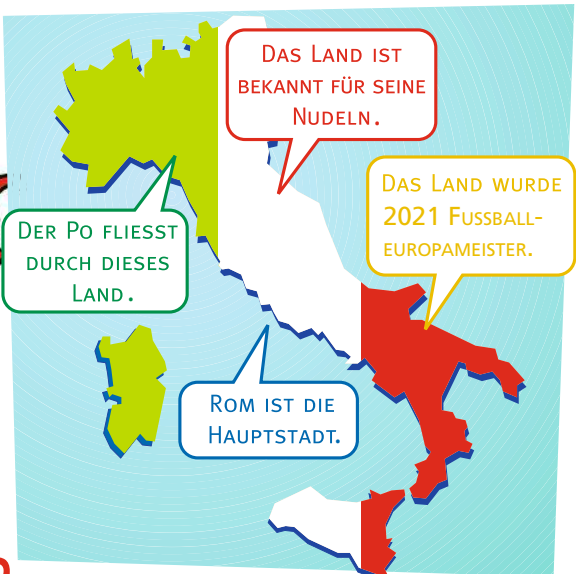 DAS LAND IST
BEKANNT FÜR SEINE
NUDELN.
DAS LAND WURDE
2021 FUSSBALL-
EUROPAMEISTER.
DER PO FLIESST
DURCH DIESES
LAND.
ROM IST DIE
HAUPTSTADT.